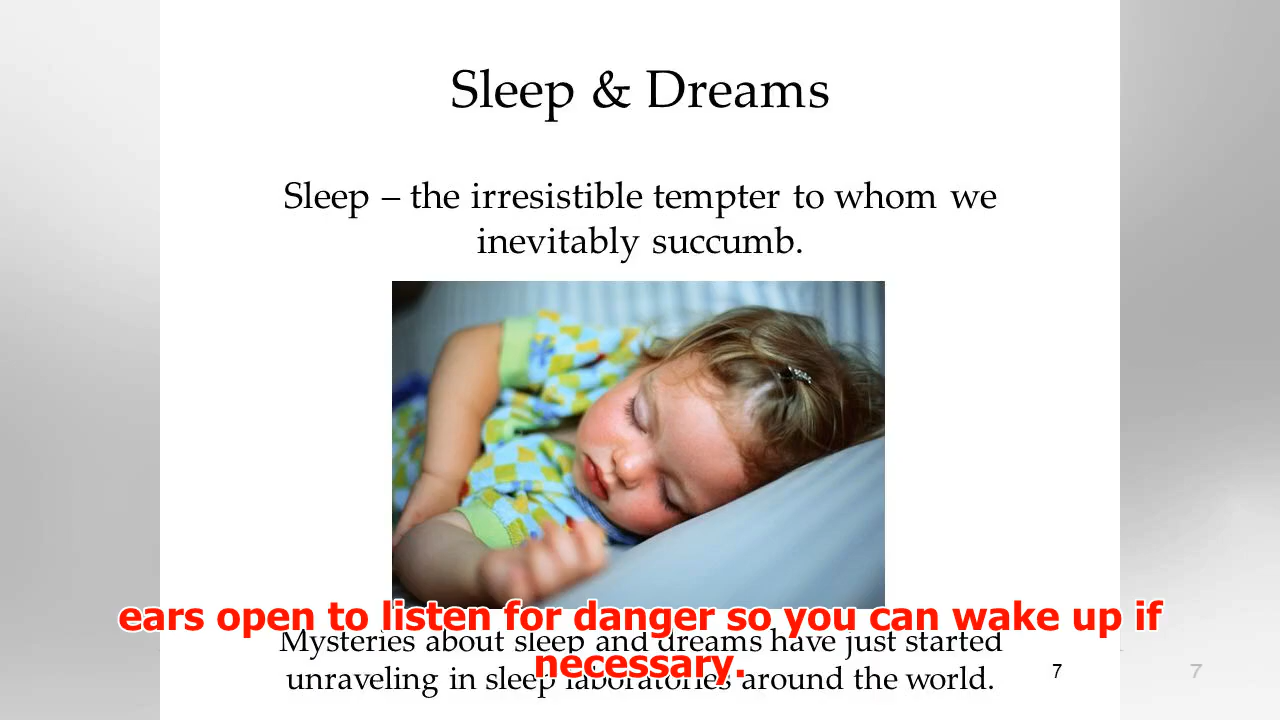 Sleep & Dreams
Sleep – the irresistible tempter to whom we
inevitably succumb.
ears open to listen for danger so you can wake up if
necessary.
Mysteries about sleep and dreams have just started
unraveling in sleep laboratories around the world.
7
7